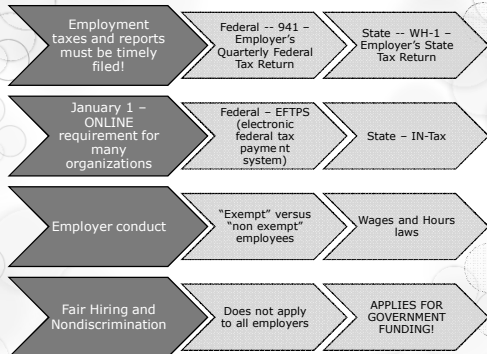 Employment
taxes and reports
must be timely
filed!
Federal -- 941 –
Employer's
Quarterly Federal
Tax Return
State -- WH-1 –
Employer's State
Tax Return
January 1 –
ONLINE
requirement for
many
organizations
Federal – EFTPS
(electronic
federal tax
payment
system)
State – IN-Tax
Employer conduct
"Exempt" versus
"non exempt"
employees
Wages and Hours
laws
Fair Hiring and
Nondiscrimination
Does not apply
to all employers
APPLIES FOR
GOVERNMENT
FUNDING!